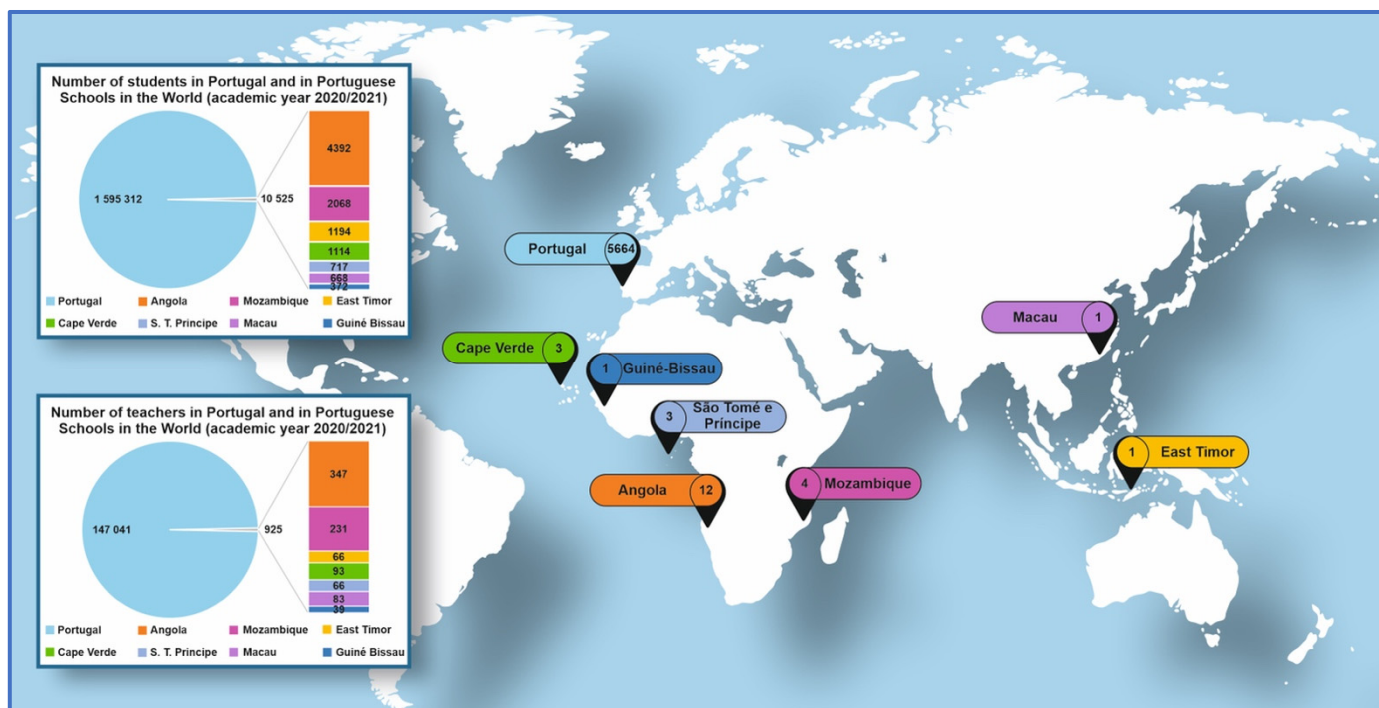 Number of students in Portugal and in Portuguese
Schools in the World (academic year 2020/2021)
1 595 312
10 525
4392
2068
1194
1114
717
668
372
Portugal
Angola
Mozambique
East Timor
Cape Verde
S. T. Principe
Macau
Guiné Bissau
Number of teachers in Portugal and in Portuguese
Schools in the World (academic year 2020/2021)
147 041
925
347
231
66
93
66
83
39
Portugal
Angola
Mozambique
East Timor
Cape Verde
S. T. Principe
Macau
Guiné Bissau
Portugal 5664
Macau 1
Cape Verde 3
1 Guiné-Bissau
3 São Tomé e
Príncipe
1 East Timor
Angola 12
4 Mozambique